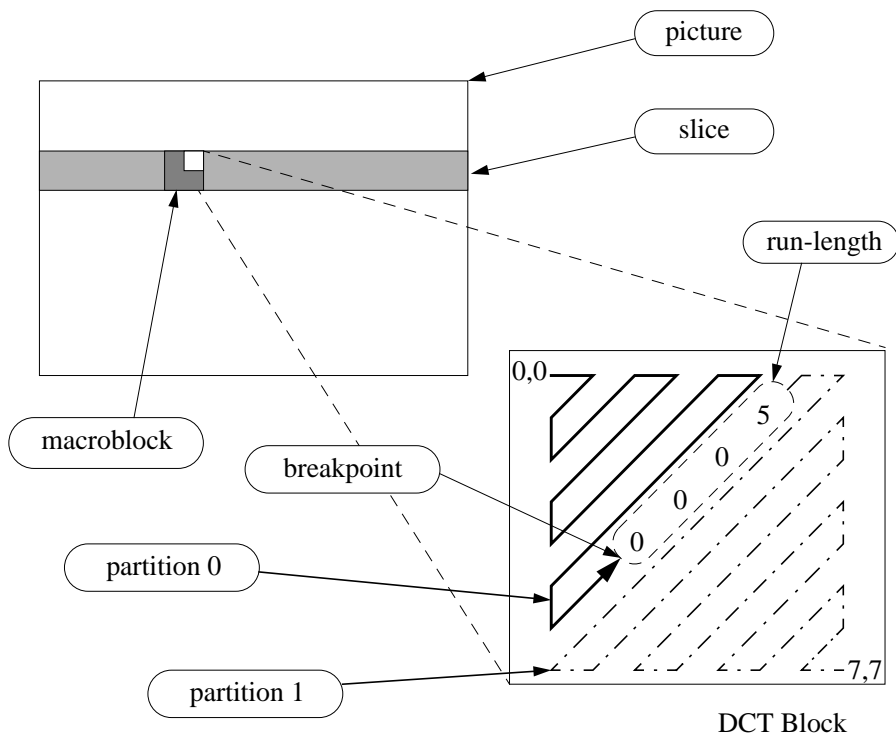 picture
slice
run-length
0,0
macroblock
5
breakpoint
0
0
0
partition 0
partition 1
7,7
DCT Block